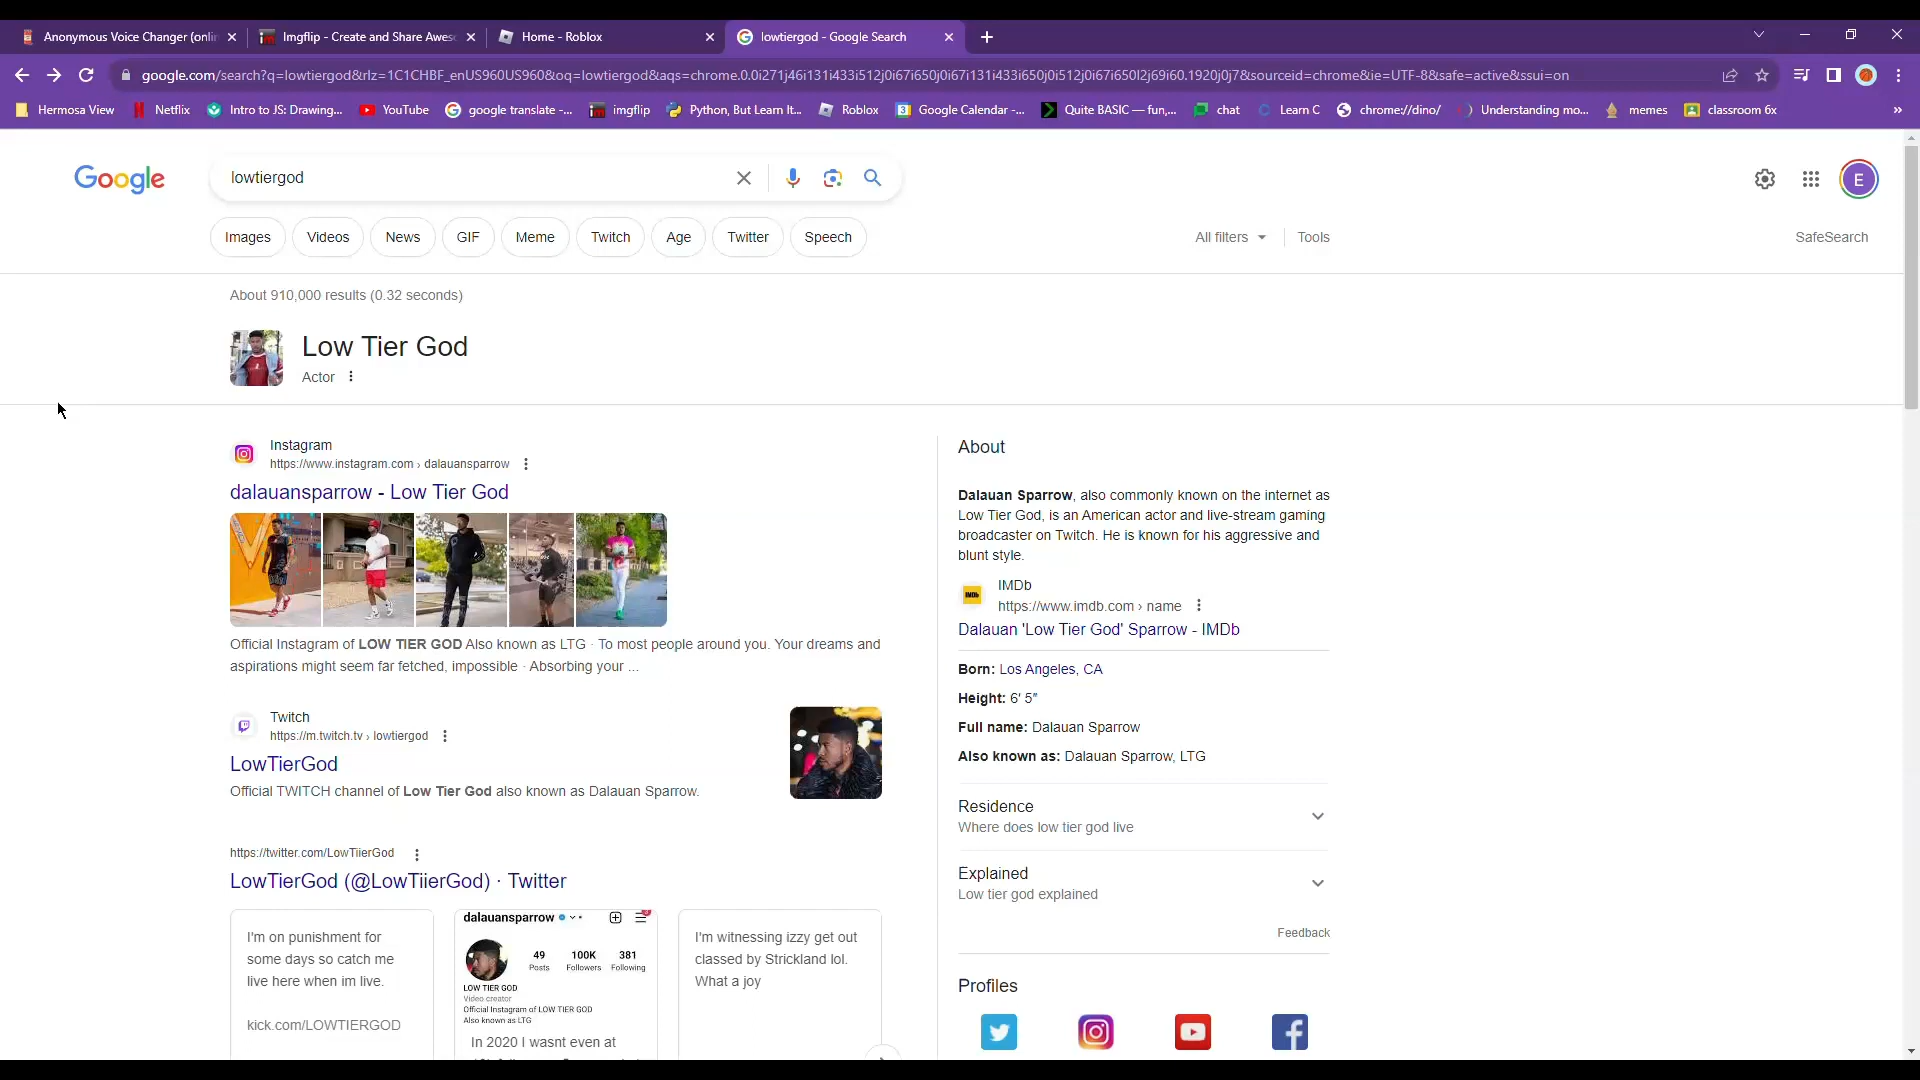 Anonymous Voice Changer (onlin
Imgflip - Create and Share Awes
Home - Roblox
lowtiergod - Google Search
google.com/search?q=lowtiergod&rlz=1C1CHBF_enUS960US960&oq=lowtiergod&aqs=chrome.0.0i271j46i131i433i512j0i67i650j0i67i131i433i650j0i512j0i67i650l2j69i60.1920j0j7&sourceid=chrome&ie=UTF-8&safe=active&ssui=on
Hermosa View Netflix Intro to JS: Drawing... YouTube google translate -... imgflip Python, But Learn It... Roblox Google Calendar -... Quite BASIC — fun,... chat Learn C chrome://dino/ Understanding mo... memes classroom 6x »
Google
lowtiergod
E
Images Videos News GIF Meme Twitch Age Twitter Speech
All filters Tools
SafeSearch
About 910,000 results (0.32 seconds)
Low Tier God
Actor
Instagram
https://www.instagram.com › dalauansparrow
dalauansparrow - Low Tier God
Official Instagram of LOW TIER GOD Also known as LTG · To most people around you. Your dreams and
aspirations might seem far fetched, impossible · Absorbing your ...
Twitch
https://m.twitch.tv › lowtiergod
LowTierGod
Official TWITCH channel of Low Tier God also known as Dalauan Sparrow.
https://twitter.com/LowTiierGod
LowTierGod (@LowTiierGod) · Twitter
I'm on punishment for
some days so catch me
live here when im live.
kick.com/LOWTIERGOD
dalauansparrow
49 100K 381
Posts Followers Following
LOW TIER GOD
Video creator
Official Instagram of LOW TIER GOD
Also known as LTG
In 2020 I wasnt even at
I'm witnessing izzy get out
classed by Strickland lol.
What a joy
About
Dalauan Sparrow, also commonly known on the internet as
Low Tier God, is an American actor and live-stream gaming
broadcaster on Twitch. He is known for his aggressive and
blunt style.
IMDb
IMDb
https://www.imdb.com › name
Dalauan 'Low Tier God' Sparrow - IMDb
Born: Los Angeles, CA
Height: 6' 5"
Full name: Dalauan Sparrow
Also known as: Dalauan Sparrow, LTG
Residence
Where does low tier god live
Explained
Low tier god explained
Feedback
Profiles